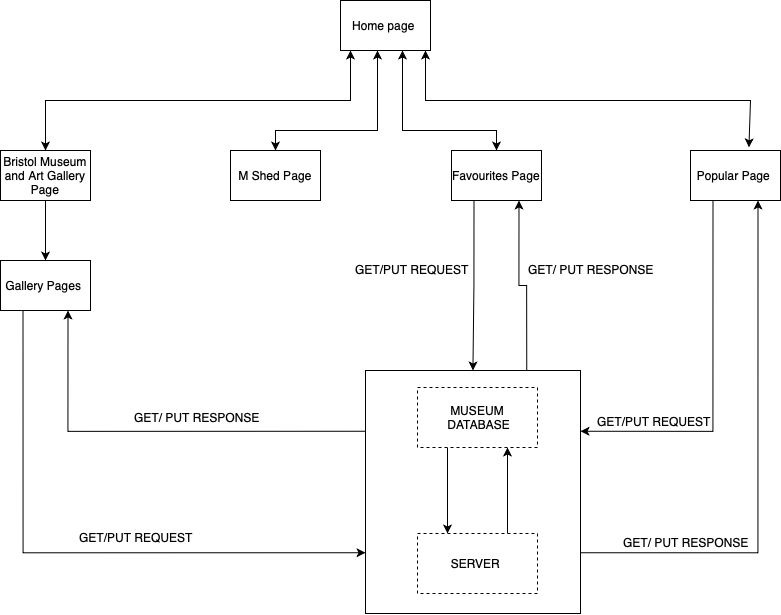 Home page
Bristol Museum
and Art Gallery
Page
M Shed Page
Favourites Page
Popular Page
GET/PUT REQUEST
GET/ PUT RESPONSE
Gallery Pages
GET/ PUT RESPONSE
MUSEUM
DATABASE
GET/PUT REQUEST
GET/PUT REQUEST
SERVER
GET/ PUT RESPONSE